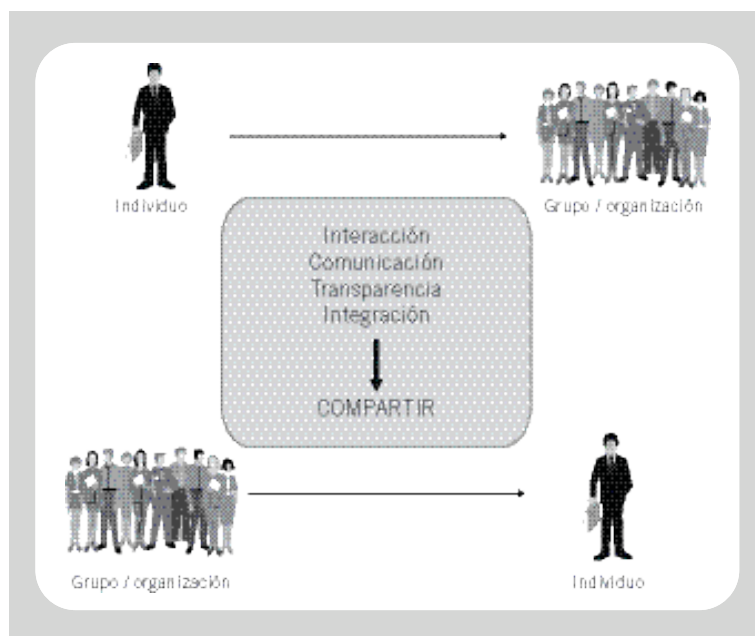 Individuo
Grupo / organización
Interacción
Comunicación
Transparencia
Integración
COMPARTIR
Grupo / organización
Individuo